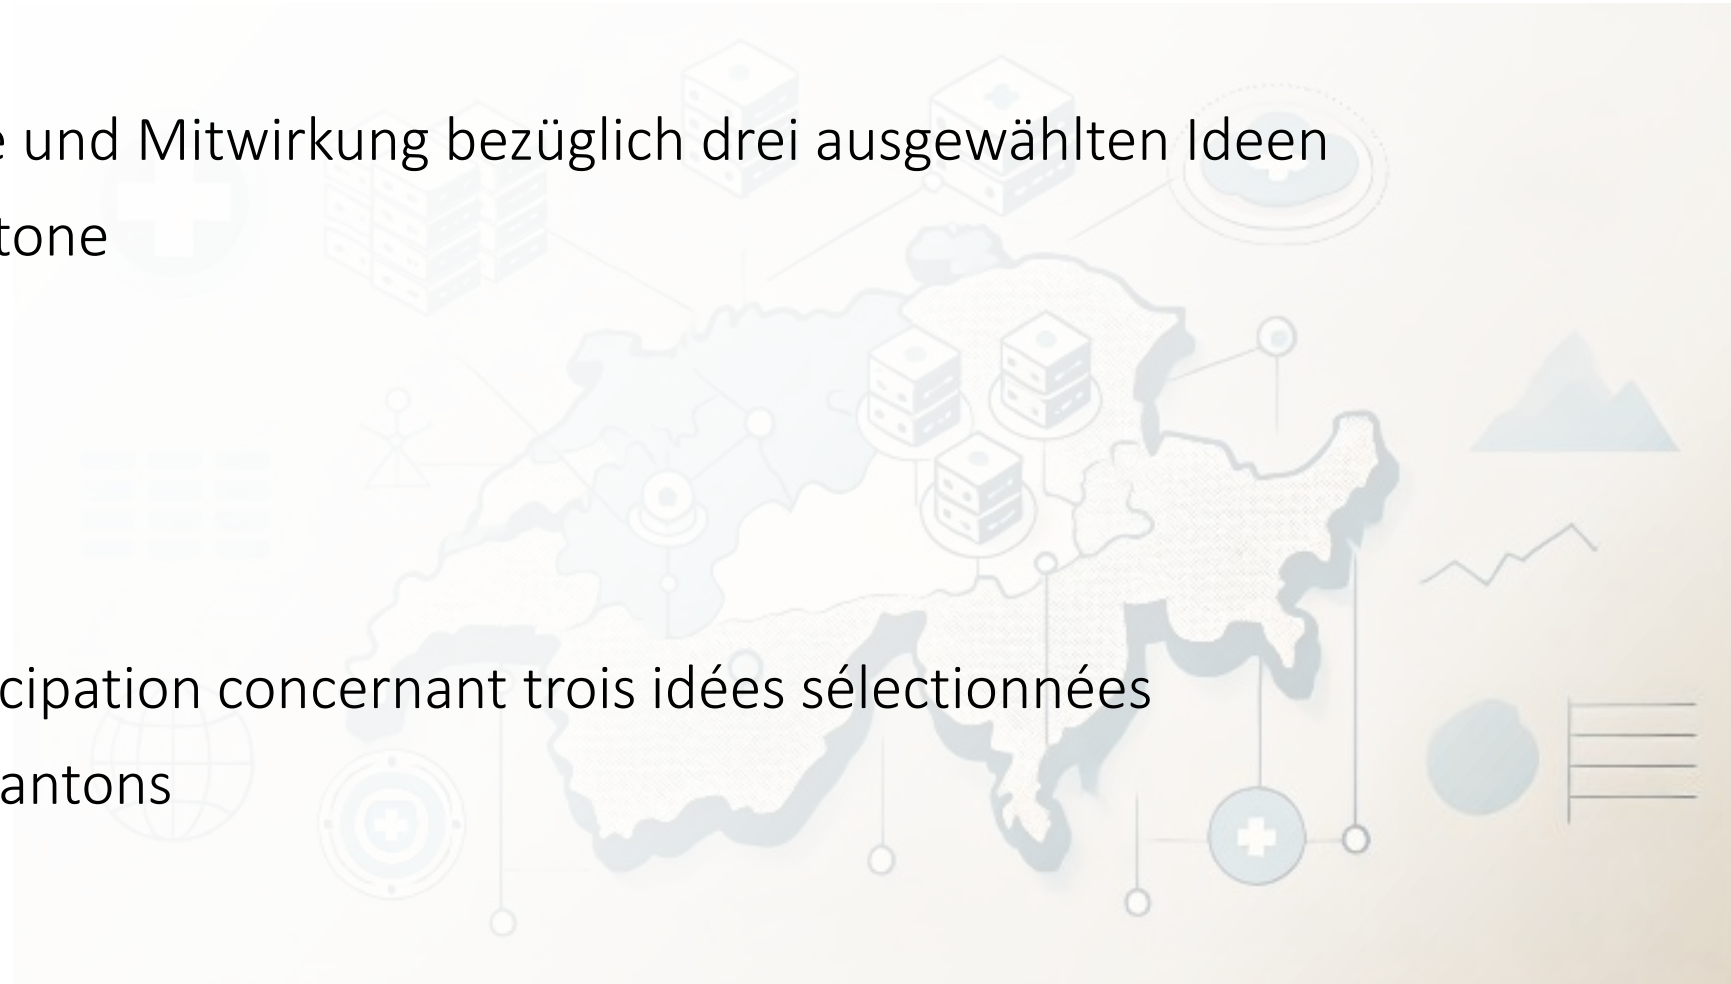 e und Mitwirkung bezüglich drei ausgewählten Ideen
tone
cipation concernant trois idées sélectionnées
antons